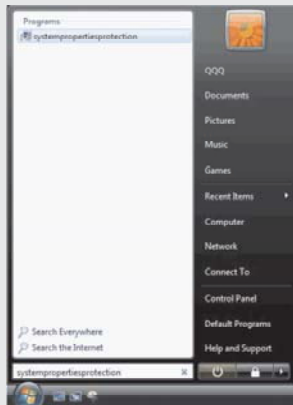 Programs
systempropertiesprotection
Search Everywhere
Search the Internet
systempropertiesprotection
QQQ
Documents
Pictures
Music
Games
Recent Items
Computer
Network
Connect To
Control Panel
Default Programs
Help and Support